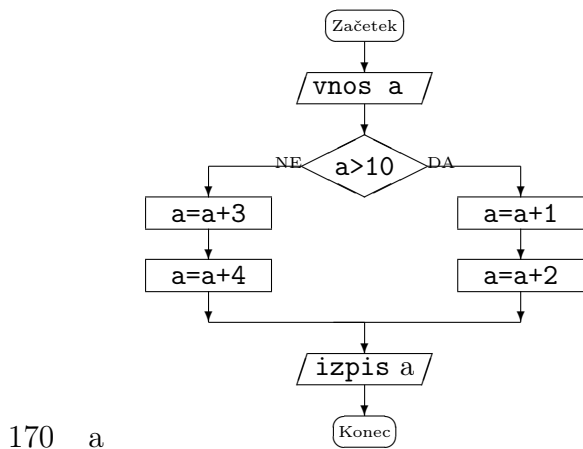 Začetek
vnos a
NE
a>10
DA
a=a+3
a=a+1
a=a+4
a=a+2
izpis a
Konec
170 a